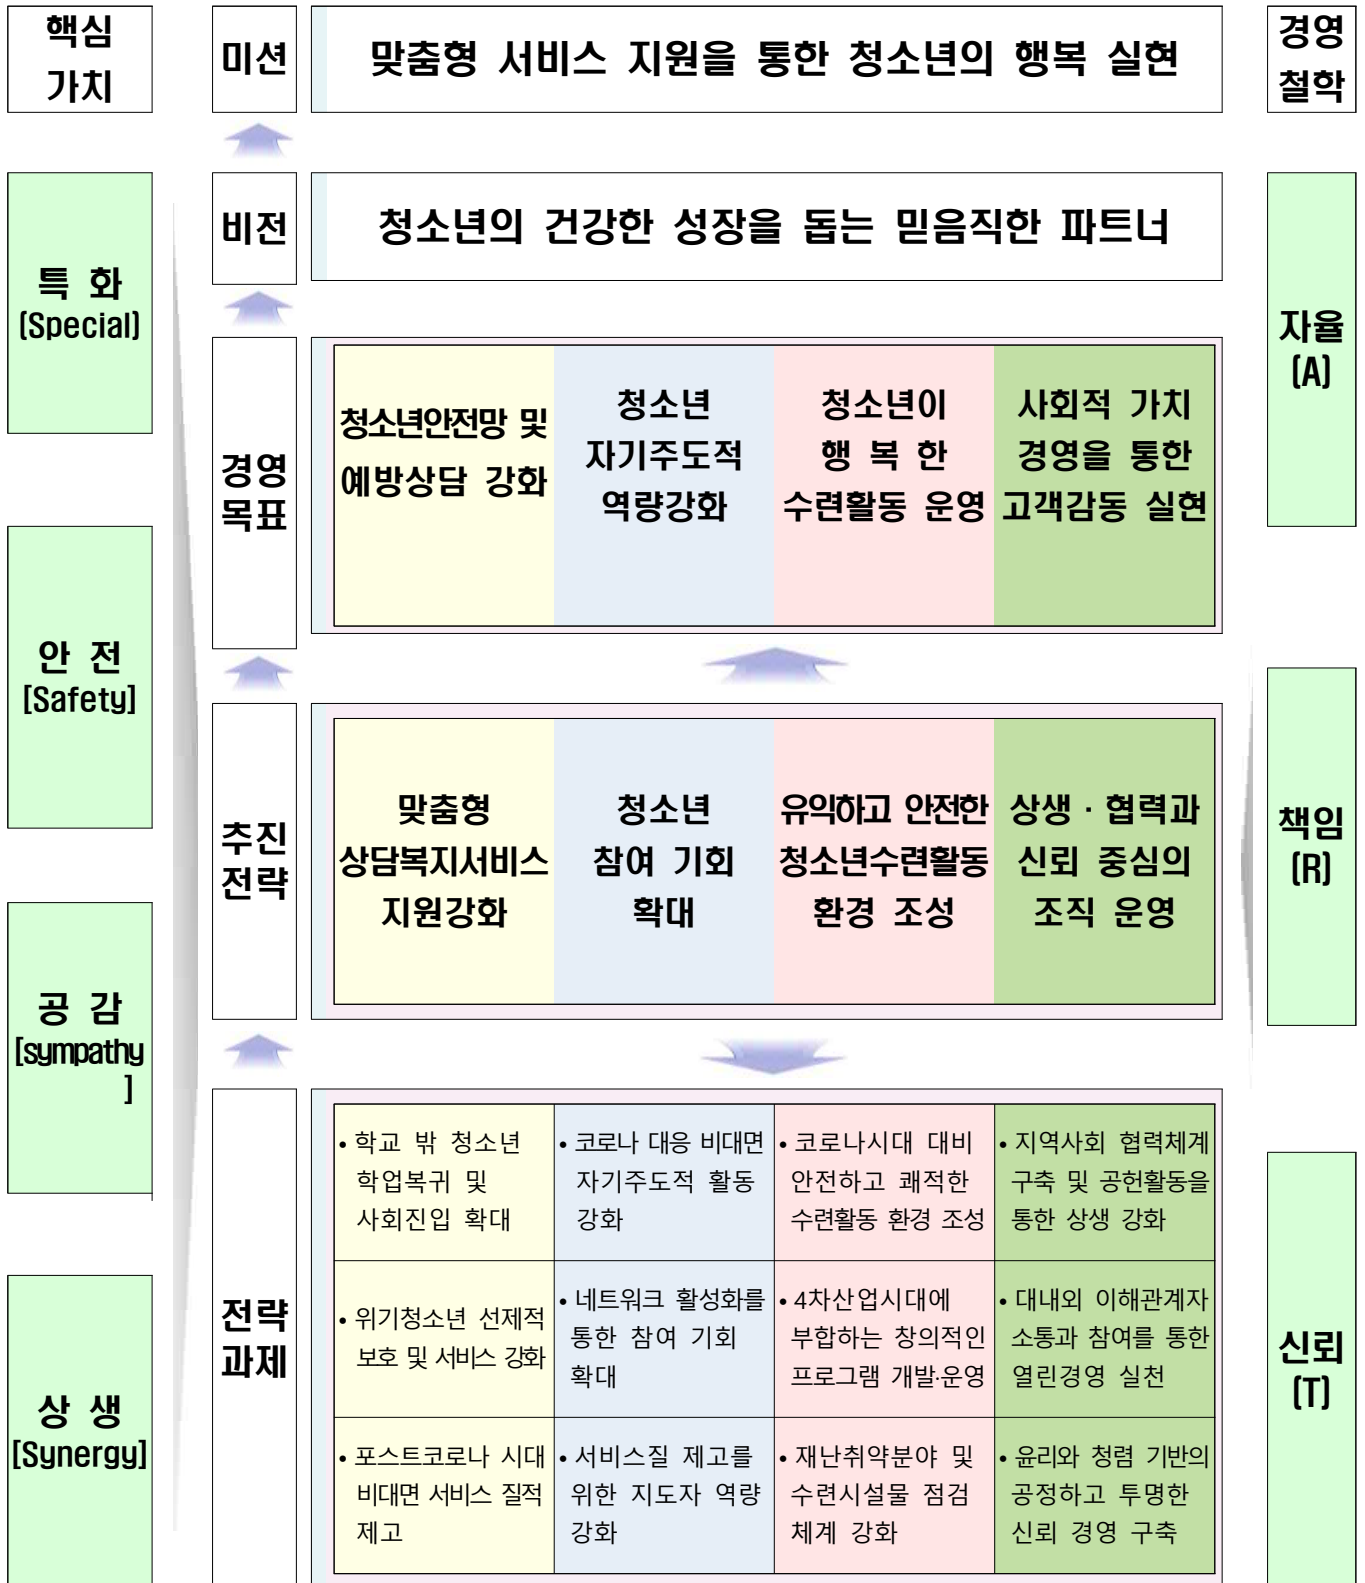 핵심
가치
미션
맞춤형 서비스 지원을 통한 청소년의 행복 실현
경영
철학
특 화
(Special)
안 전
[Safety]
공 감
[sympathy
]
상 생
[Synergy]
비전
청소년의 건강한 성장을 돕는 믿음직한 파트너
경영
목표
청소년안전망 및
예방상담 강화
청소년
자기주도적
역량강화
청소년이
행 복 한
수련활동 운영
사회적 가치
경영을 통한
고객감동 실현
추진
전략
맞춤형
상담복지서비스
지원강화
청소년
참여 기회
확대
유익하고 안전한
청소년수련활동
환경 조성
상생 · 협력과
신뢰 중심의
조직 운영
전략
과제
• 학교 밖 청소년
학업복귀 및
사회진입 확대
• 코로나 대응 비대면
자기주도적 활동
강화
• 코로나시대 대비
안전하고 쾌적한
수련활동 환경 조성
• 지역사회 협력체계
구축 및 공헌활동을
통한 상생 강화
• 위기청소년 선제적
보호 및 서비스 강화
• 네트워크 활성화를
통한 참여 기회
확대
• 4차산업시대에
부합하는 창의적인
프로그램 개발·운영
• 대내외 이해관계자
소통과 참여를 통한
열린경영 실천
• 포스트코로나 시대
비대면 서비스 질적
제고
• 서비스질 제고를
위한 지도자 역량
강화
• 재난취약분야 및
수련시설물 점검
체계 강화
• 윤리와 청렴 기반의
공정하고 투명한
신뢰 경영 구축
자율
(A)
책임
(R)
신뢰
(T)